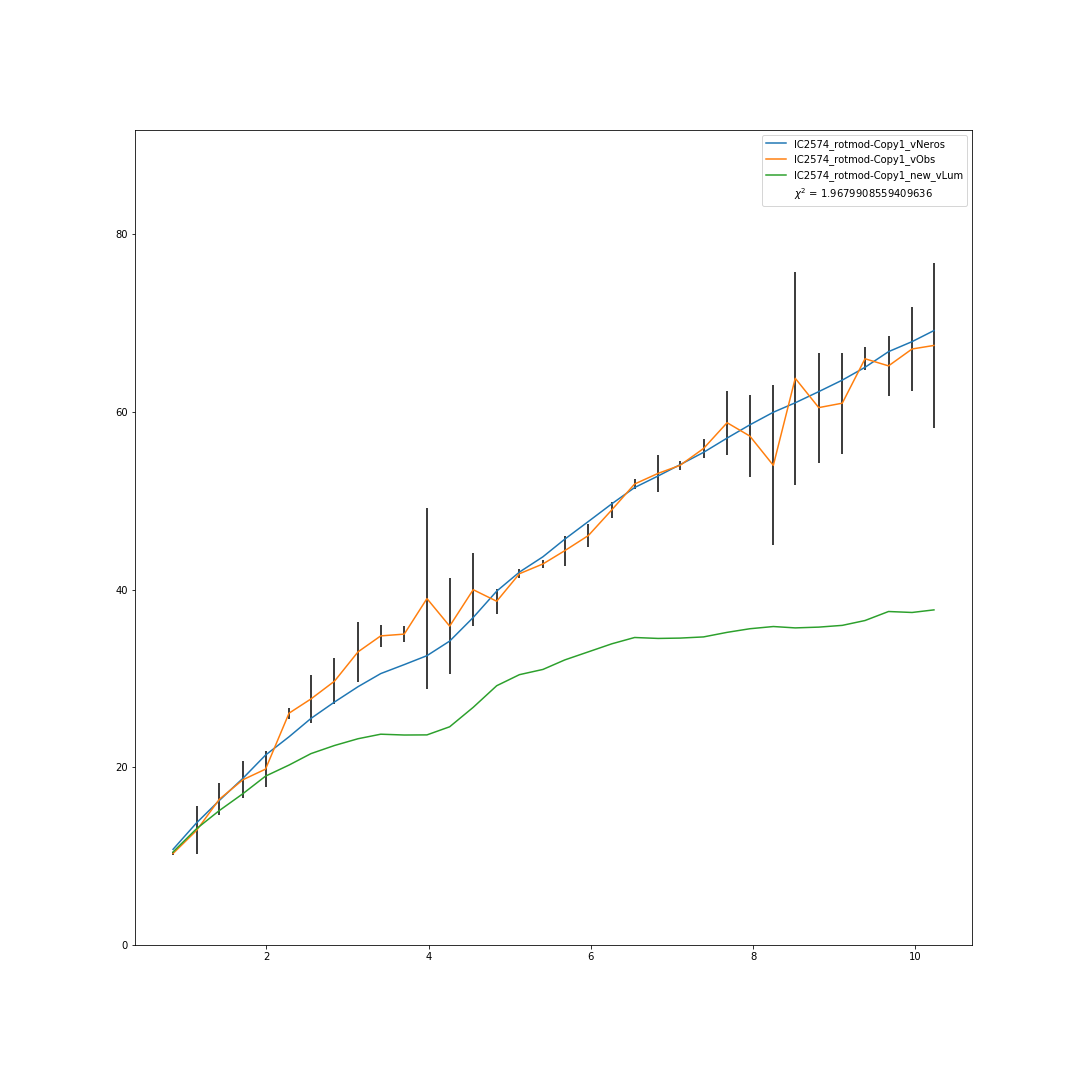 IC2574_rotmod-Copy1_vNeros
IC2574_rotmod-Copy1_vObs
IC2574_rotmod-Copy1_new_vLum
χ² = 1.9679908559409636
80
60
40
20
0
2 4 6 8 10